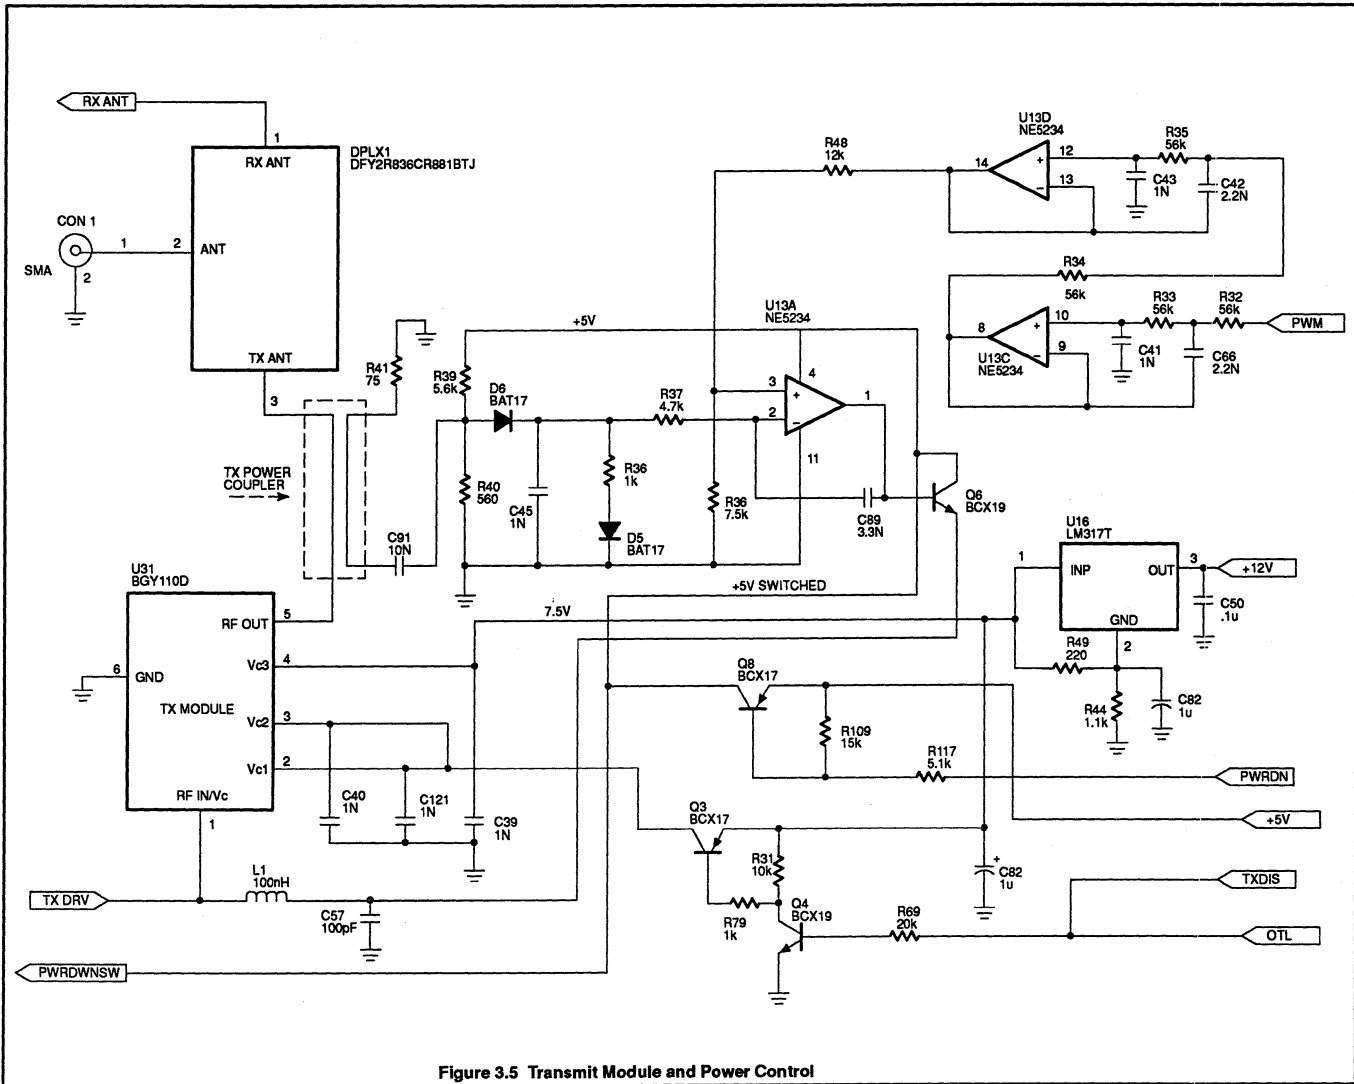 RX ANT
1
RX ANT
DPLX1
DFY2R836CR881BTJ
CON 1
1
2
ANT
SMA
2
TX ANT
3
R41
75
TX POWER
COUPLER
C91
10N
U31
BGY110D
RF OUT
5
6
GND
Vc3
4
TX MODULE
Vc2
3
Vc1
2
RF IN/Vc
1
C40
1N
C121
1N
C39
1N
L1
100nH
TX DRV
C57
100pF
PWRDWNSW
+5V
R39
5.6k
D6
BAT17
R40
560
C45
1N
R36
1k
D5
BAT17
R37
4.7k
R48
12k
U13A
NE5234
4
3
+
2
–
1
11
R36
7.5k
C89
3.3N
Q6
BCX19
+5V SWITCHED
7.5V
U13D
NE5234
14
12
+
13
–
R35
56k
C43
1N
C42
2.2N
R34
56k
8
10
+
9
–
U13C
NE5234
R33
56k
R32
56k
PWM
C41
1N
C66
2.2N
U16
LM317T
1
INP
OUT
3
+12V
GND
2
C50
.1u
R49
220
R44
1.1k
C82
1u
Q8
BCX17
R109
15k
R117
5.1k
PWRDN
+5V
Q3
BCX17
R31
10k
R79
1k
Q4
BCX19
+
C82
1u
R69
20k
TXDIS
OTL
Figure 3.5 Transmit Module and Power Control